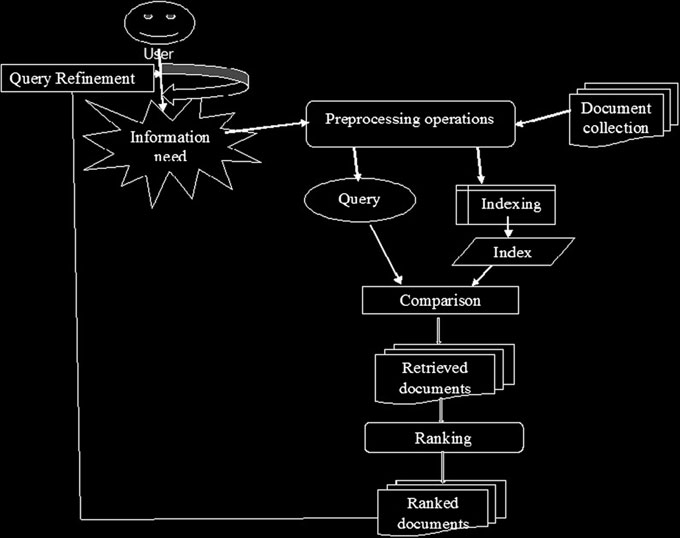 User
Query Refinement
Information
need
Preprocessing operations
Document
collection
Query
Indexing
Index
Comparison
Retrieved
documents
Ranking
Ranked
documents